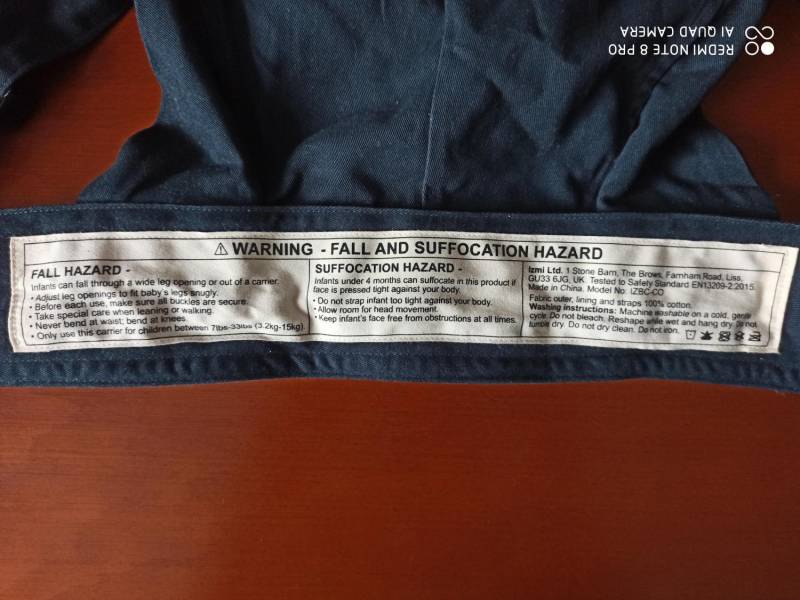 REDMI NOTE 8 PRO
AI QUAD CAMERA
⚠ WARNING - FALL AND SUFFOCATION HAZARD
FALL HAZARD -
Infants can fall through a wide leg opening or out of a carrier.
• Adjust leg openings to fit baby's legs snugly.
• Before each use, make sure all buckles are secure.
• Take special care when leaning or walking.
• Never bend at waist; bend at knees.
• Only use this carrier for children between 7lbs-33lbs (3.2kg-15kg).
SUFFOCATION HAZARD -
Infants under 4 months can suffocate in this product if
face is pressed tight against your body.
• Do not strap infant too tight against your body.
• Allow room for head movement.
• Keep infant's face free from obstructions at all times.
Izmi Ltd. 1 Stone Barn, The Brows, Farnham Road, Liss,
GU33 6JG, UK. Tested to Safety Standard EN13209-2:2015.
Made in China. Model No: IZBC-CO
Fabric outer, lining and straps 100% cotton.
Washing instructions: Machine washable on a cold, gentle
cycle. Do not bleach. Reshape while wet and hang dry. Do not
tumble dry. Do not dry clean. Do not iron.